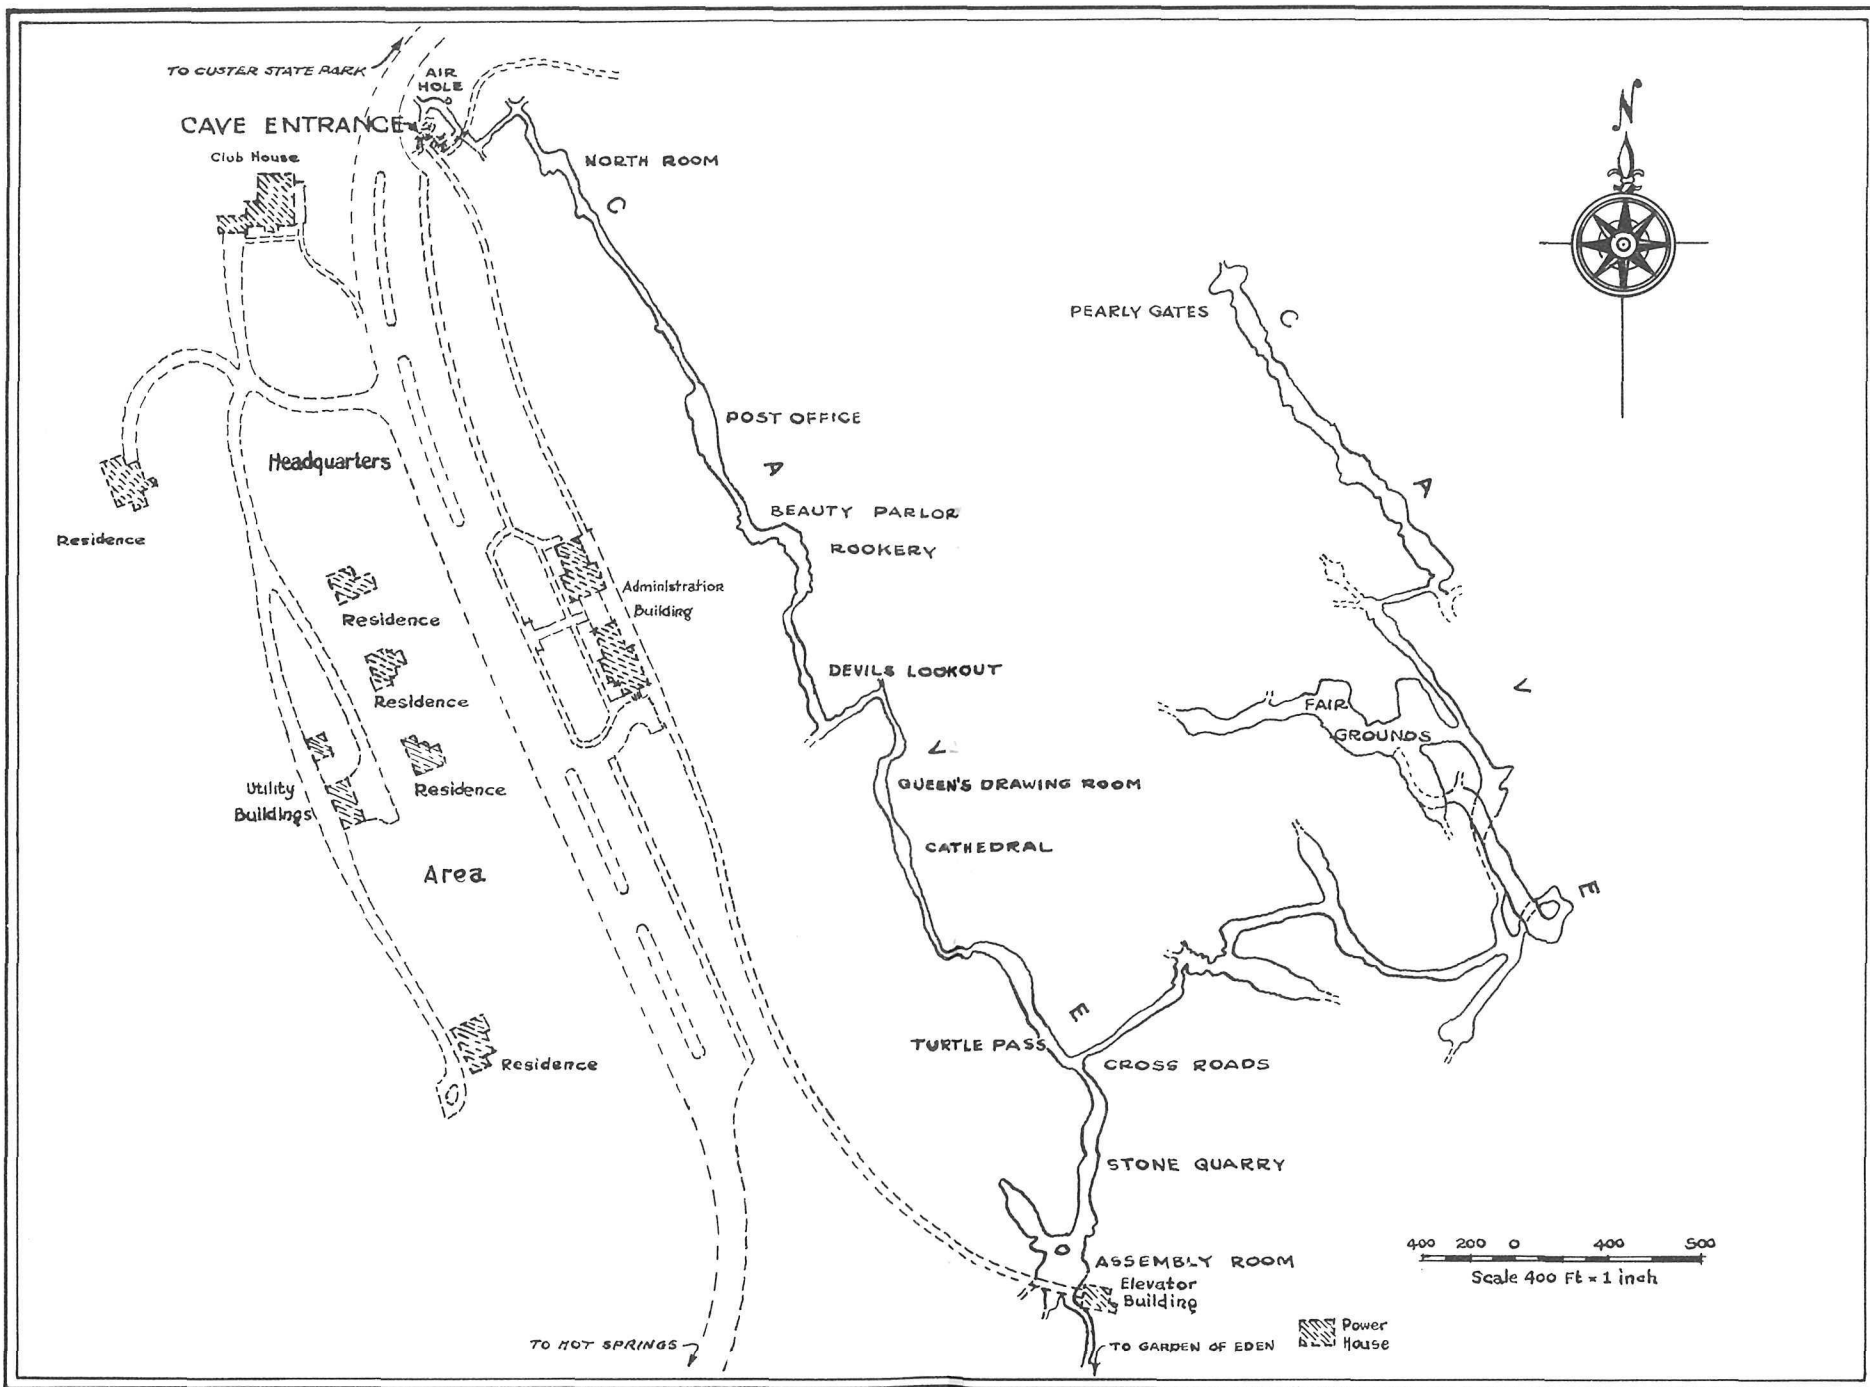 TO CUSTER STATE PARK
AIR
HOLE
CAVE ENTRANCE
Club House
NORTH ROOM
N
C
PEARLY GATES
C
POST OFFICE
Headquarters
A
A
BEAUTY PARLOR
Residence
ROOKERY
Administration
Building
Residence
DEVILS LOOKOUT
Residence
V
FAIR
GROUNDS
V
QUEEN'S DRAWING ROOM
Residence
Utility
Buildings
CATHEDRAL
Area
E
E
TURTLE PASS
CROSS ROADS
Residence
STONE QUARRY
ASSEMBLY ROOM
400 200 0 400 500
Scale 400 Ft = 1 inch
Elevator
Building
Power
House
TO HOT SPRINGS
TO GARDEN OF EDEN